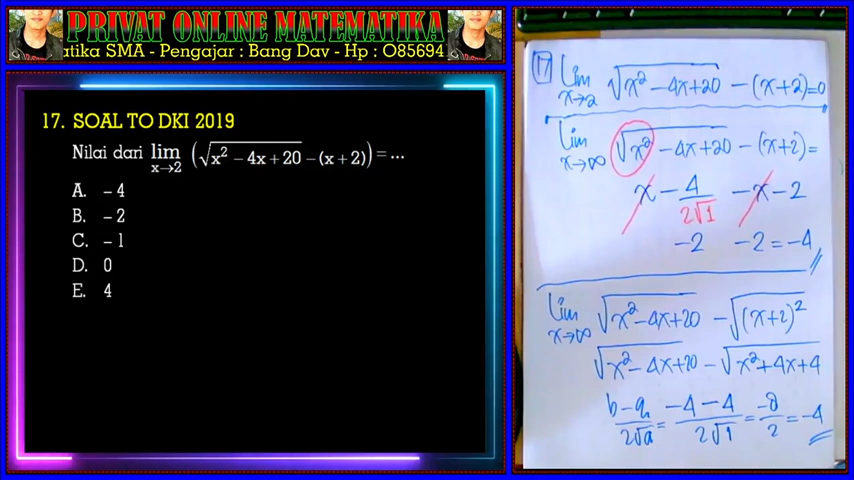 PRIVAT ONLINE MATEMATIKA
atika SMA - Pengajar : Bang Dav - Hp : O85694
17. SOAL TO DKI 2019
Nilai dari lim x→2 (√(x² − 4x + 20) − (x + 2)) = ...
A. − 4
B. − 2
C. − 1
D. 0
E. 4
17 Lim x→2 √(x² − 4x+20) − (x+2)=0
Lim x→∞ √(x² − 4x+20) − (x+2)=
x − 4/(2√1) − x − 2
−2 −2 = −4
Lim x→∞ √(x²−4x+20) − √((x+2)²)
√(x²−4x+20) − √(x²+4x+4)
(b−q)/(2√a) = (−4−4)/(2√1) = −8/2 = −4